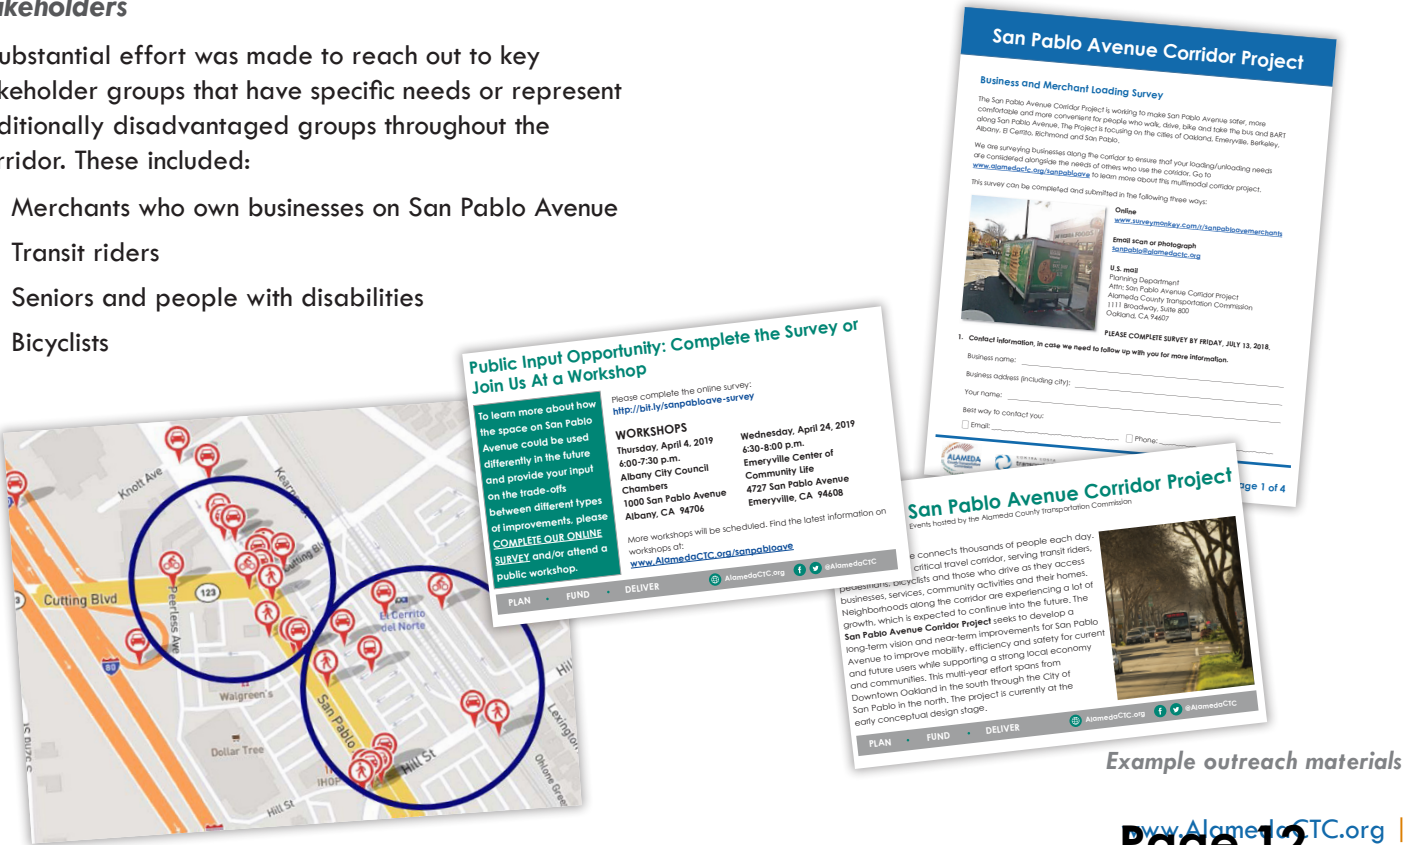 akeholders
ubstantial effort was made to reach out to key
keholder groups that have specific needs or represent
ditionally disadvantaged groups throughout the
rridor. These included:
Merchants who own businesses on San Pablo Avenue
Transit riders
Seniors and people with disabilities
Bicyclists
San Pablo Avenue Corridor Project
Business and Merchant Loading Survey
The San Pablo Avenue Corridor Project is working to make San Pablo Avenue safer, more
comfortable and more convenient for people who walk, drive, bike and take the bus and BART
along San Pablo Avenue. The Project is focusing on the cities of Oakland, Emeryville, Berkeley,
Albany, El Cerrito, Richmond and San Pablo.
We are surveying businesses along the corridor to ensure that your loading/unloading needs
are considered alongside the needs of others who use the corridor. Go to
www.alamedactc.org/sanpabloave to learn more about this multimodal corridor project.
This survey can be completed and submitted in the following three ways:
Online
www.surveymonkey.com/r/sanpabloavemerchants
Email scan or photograph
sanpablo@alamedactc.org
U.S. mail
Planning Department
Attn: San Pablo Avenue Corridor Project
Alameda County Transportation Commission
1111 Broadway, Suite 800
Oakland, CA 94607
PLEASE COMPLETE SURVEY BY FRIDAY, JULY 13, 2018.
1. Contact information, in case we need to follow up with you for more information.
Business name:
Business address (including city):
Your name:
Best way to contact you:
Email:
Phone:
ALAMEDA
age 1 of 4
Public Input Opportunity: Complete the Survey or
Join Us At a Workshop
To learn more about how
the space on San Pablo
Avenue could be used
differently in the future
and provide your input
on the trade-offs
between different types
of improvements, please
COMPLETE OUR ONLINE
SURVEY and/or attend a
public workshop.
Please complete the online survey:
http://bit.ly/sanpabloave-survey
WORKSHOPS
Thursday, April 4, 2019
6:00-7:30 p.m.
Albany City Council
Chambers
1000 San Pablo Avenue
Albany, CA 94706
Wednesday, April 24, 2019
6:30-8:00 p.m.
Emeryville Center of
Community Life
4727 San Pablo Avenue
Emeryville, CA 94608
More workshops will be scheduled. Find the latest information on
workshops at:
www.AlamedaCTC.org/sanpabloave
PLAN • FUND • DELIVER
AlamedaCTC.org
@AlamedaCTC
San Pablo Avenue Corridor Project
Events hosted by the Alameda County Transportation Commission
e connects thousands of people each day.
critical travel corridor, serving transit riders,
pedestrians, bicyclists and those who drive as they access
businesses, services, community activities and their homes.
Neighborhoods along the corridor are experiencing a lot of
growth, which is expected to continue into the future. The
San Pablo Avenue Corridor Project seeks to develop a
long-term vision and near-term improvements for San Pablo
Avenue to improve mobility, efficiency and safety for current
and future users while supporting a strong local economy
and communities. This multi-year effort spans from
Downtown Oakland in the south through the City of
San Pablo in the north. The project is currently at the
early conceptual design stage.
PLAN • FUND • DELIVER
AlamedaCTC.org
@AlamedaCTC
Knott Ave
Kearney
Cutting Blvd
Cutting Blvd
Peerless Ave
123
80
El Cerrito
del Norte
Walgreen's
Dollar Tree
IHOP
San Pablo
Hill St
Hill St
Hill
Lexington
Ohlone Gree
Example outreach materials
www.AlamedaCTC.org |
Page 12